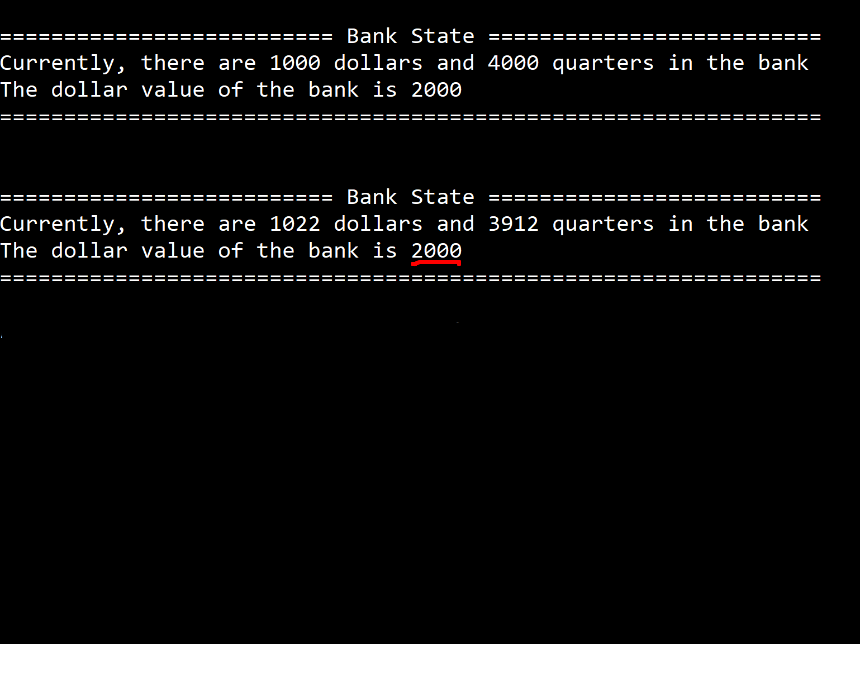 ========================== Bank State ==========================
Currently, there are 1000 dollars and 4000 quarters in the bank
The dollar value of the bank is 2000
================================================================
========================== Bank State ==========================
Currently, there are 1022 dollars and 3912 quarters in the bank
The dollar value of the bank is 2000
================================================================